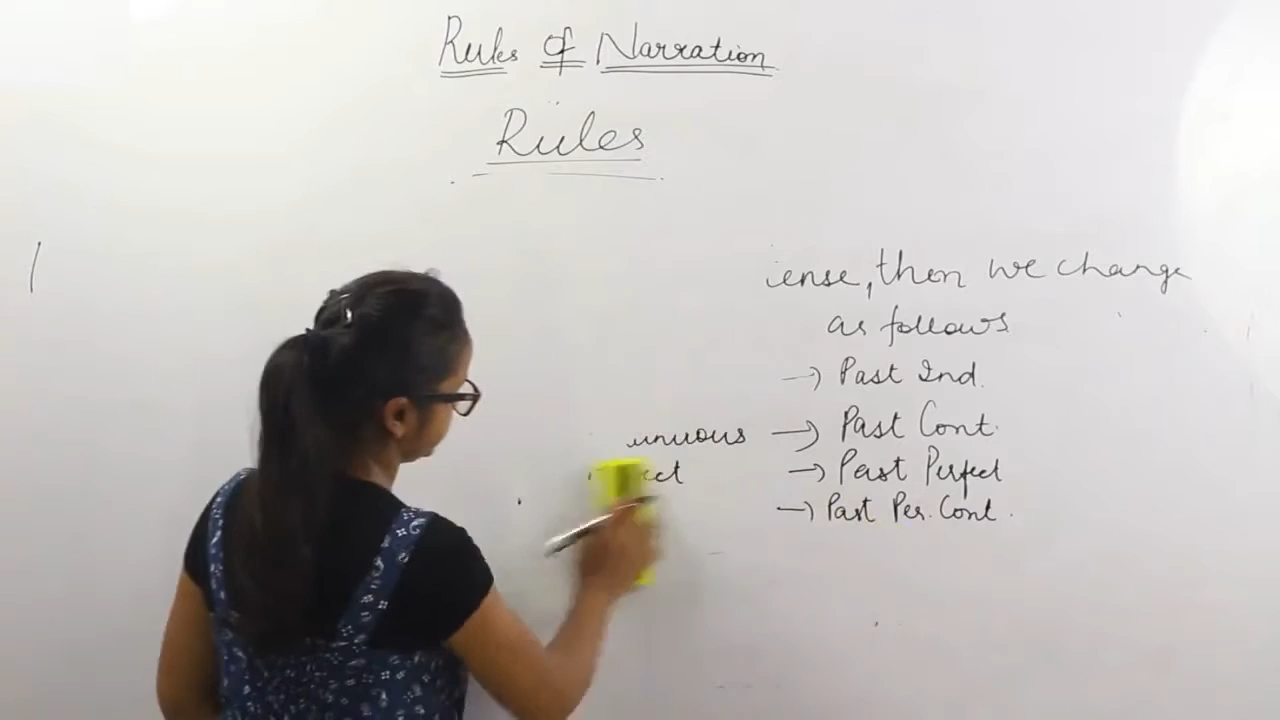 Rules of Narration
Rules
ense, then we change
as follows
→ Past Ind.
unuous → Past Cont.
ect → Past Perfect
→ Past Per. Cont.